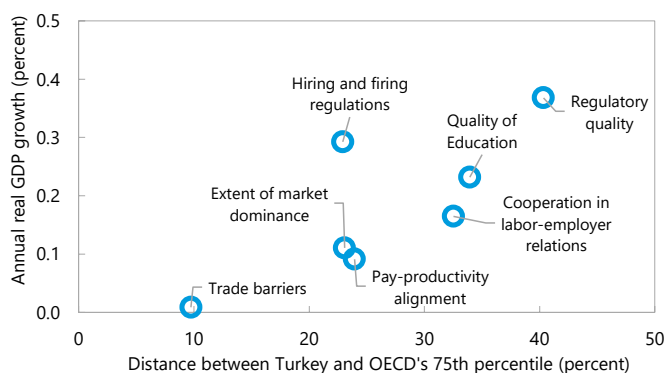 Annual real GDP growth (percent)
0.5
0.4
0.3
0.2
0.1
0.0
Hiring and firing
regulations
Regulatory
quality
Quality of
Education
Extent of market
dominance
Cooperation in
labor-employer
relations
Pay-productivity
alignment
Trade barriers
0 10 20 30 40 50
Distance between Turkey and OECD's 75th percentile (percent)